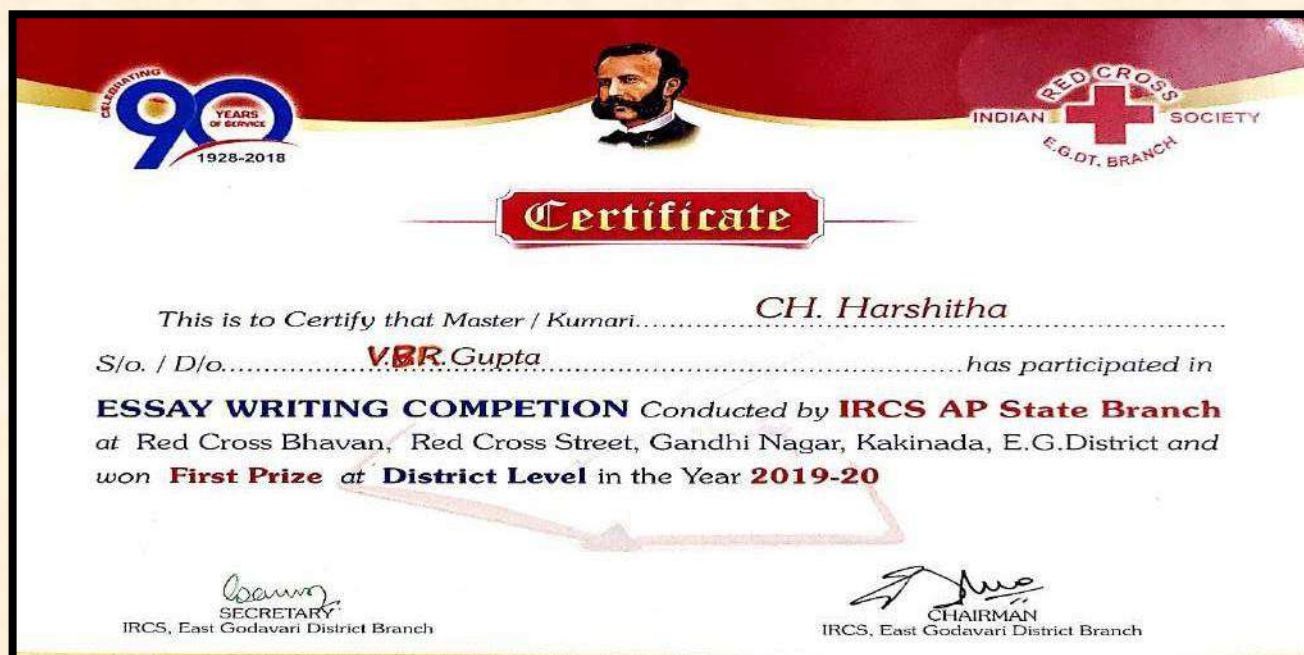 CELEBRATING
90 YEARS OF SERVICE
1928-2018
RED CROSS
INDIAN SOCIETY
E.G.DT. BRANCH
Certificate
This is to Certify that Master / Kumari..................CH. Harshitha..................
S/o. / D/o..................V.BR.Gupta..................has participated in
ESSAY WRITING COMPETION Conducted by IRCS AP State Branch
at Red Cross Bhavan, Red Cross Street, Gandhi Nagar, Kakinada, E.G.District and
won First Prize at District Level in the Year 2019-20
SECRETARY
IRCS, East Godavari District Branch
CHAIRMAN
IRCS, East Godavari District Branch